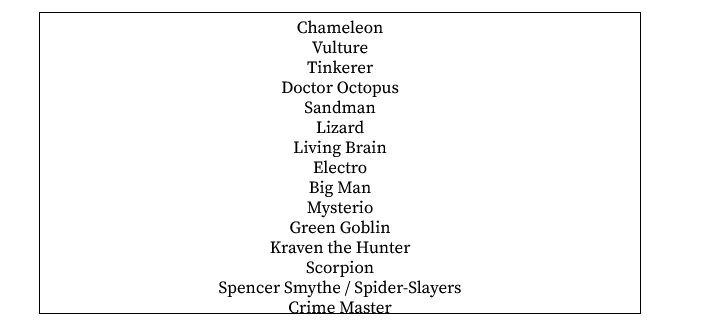 Chameleon
Vulture
Tinkerer
Doctor Octopus
Sandman
Lizard
Living Brain
Electro
Big Man
Mysterio
Green Goblin
Kraven the Hunter
Scorpion
Spencer Smythe / Spider-Slayers
Crime Master